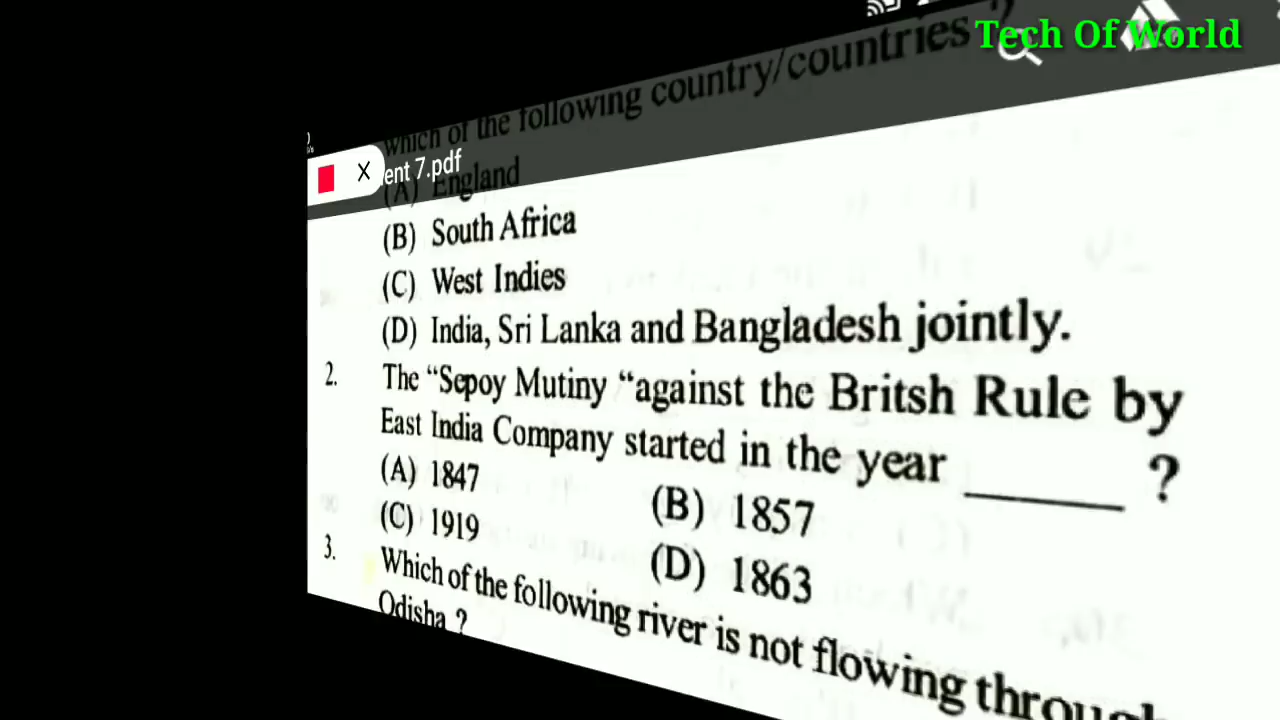 Tech Of World
which of the following country/countries ?
ent 7.pdf
(A) England
(B) South Africa
(C) West Indies
(D) India, Sri Lanka and Bangladesh jointly.
2. The “Sepoy Mutiny “against the Britsh Rule by
East India Company started in the year ______ ?
(A) 1847 (B) 1857
(C) 1919 (D) 1863
3. Which of the following river is not flowing through
Odisha ?